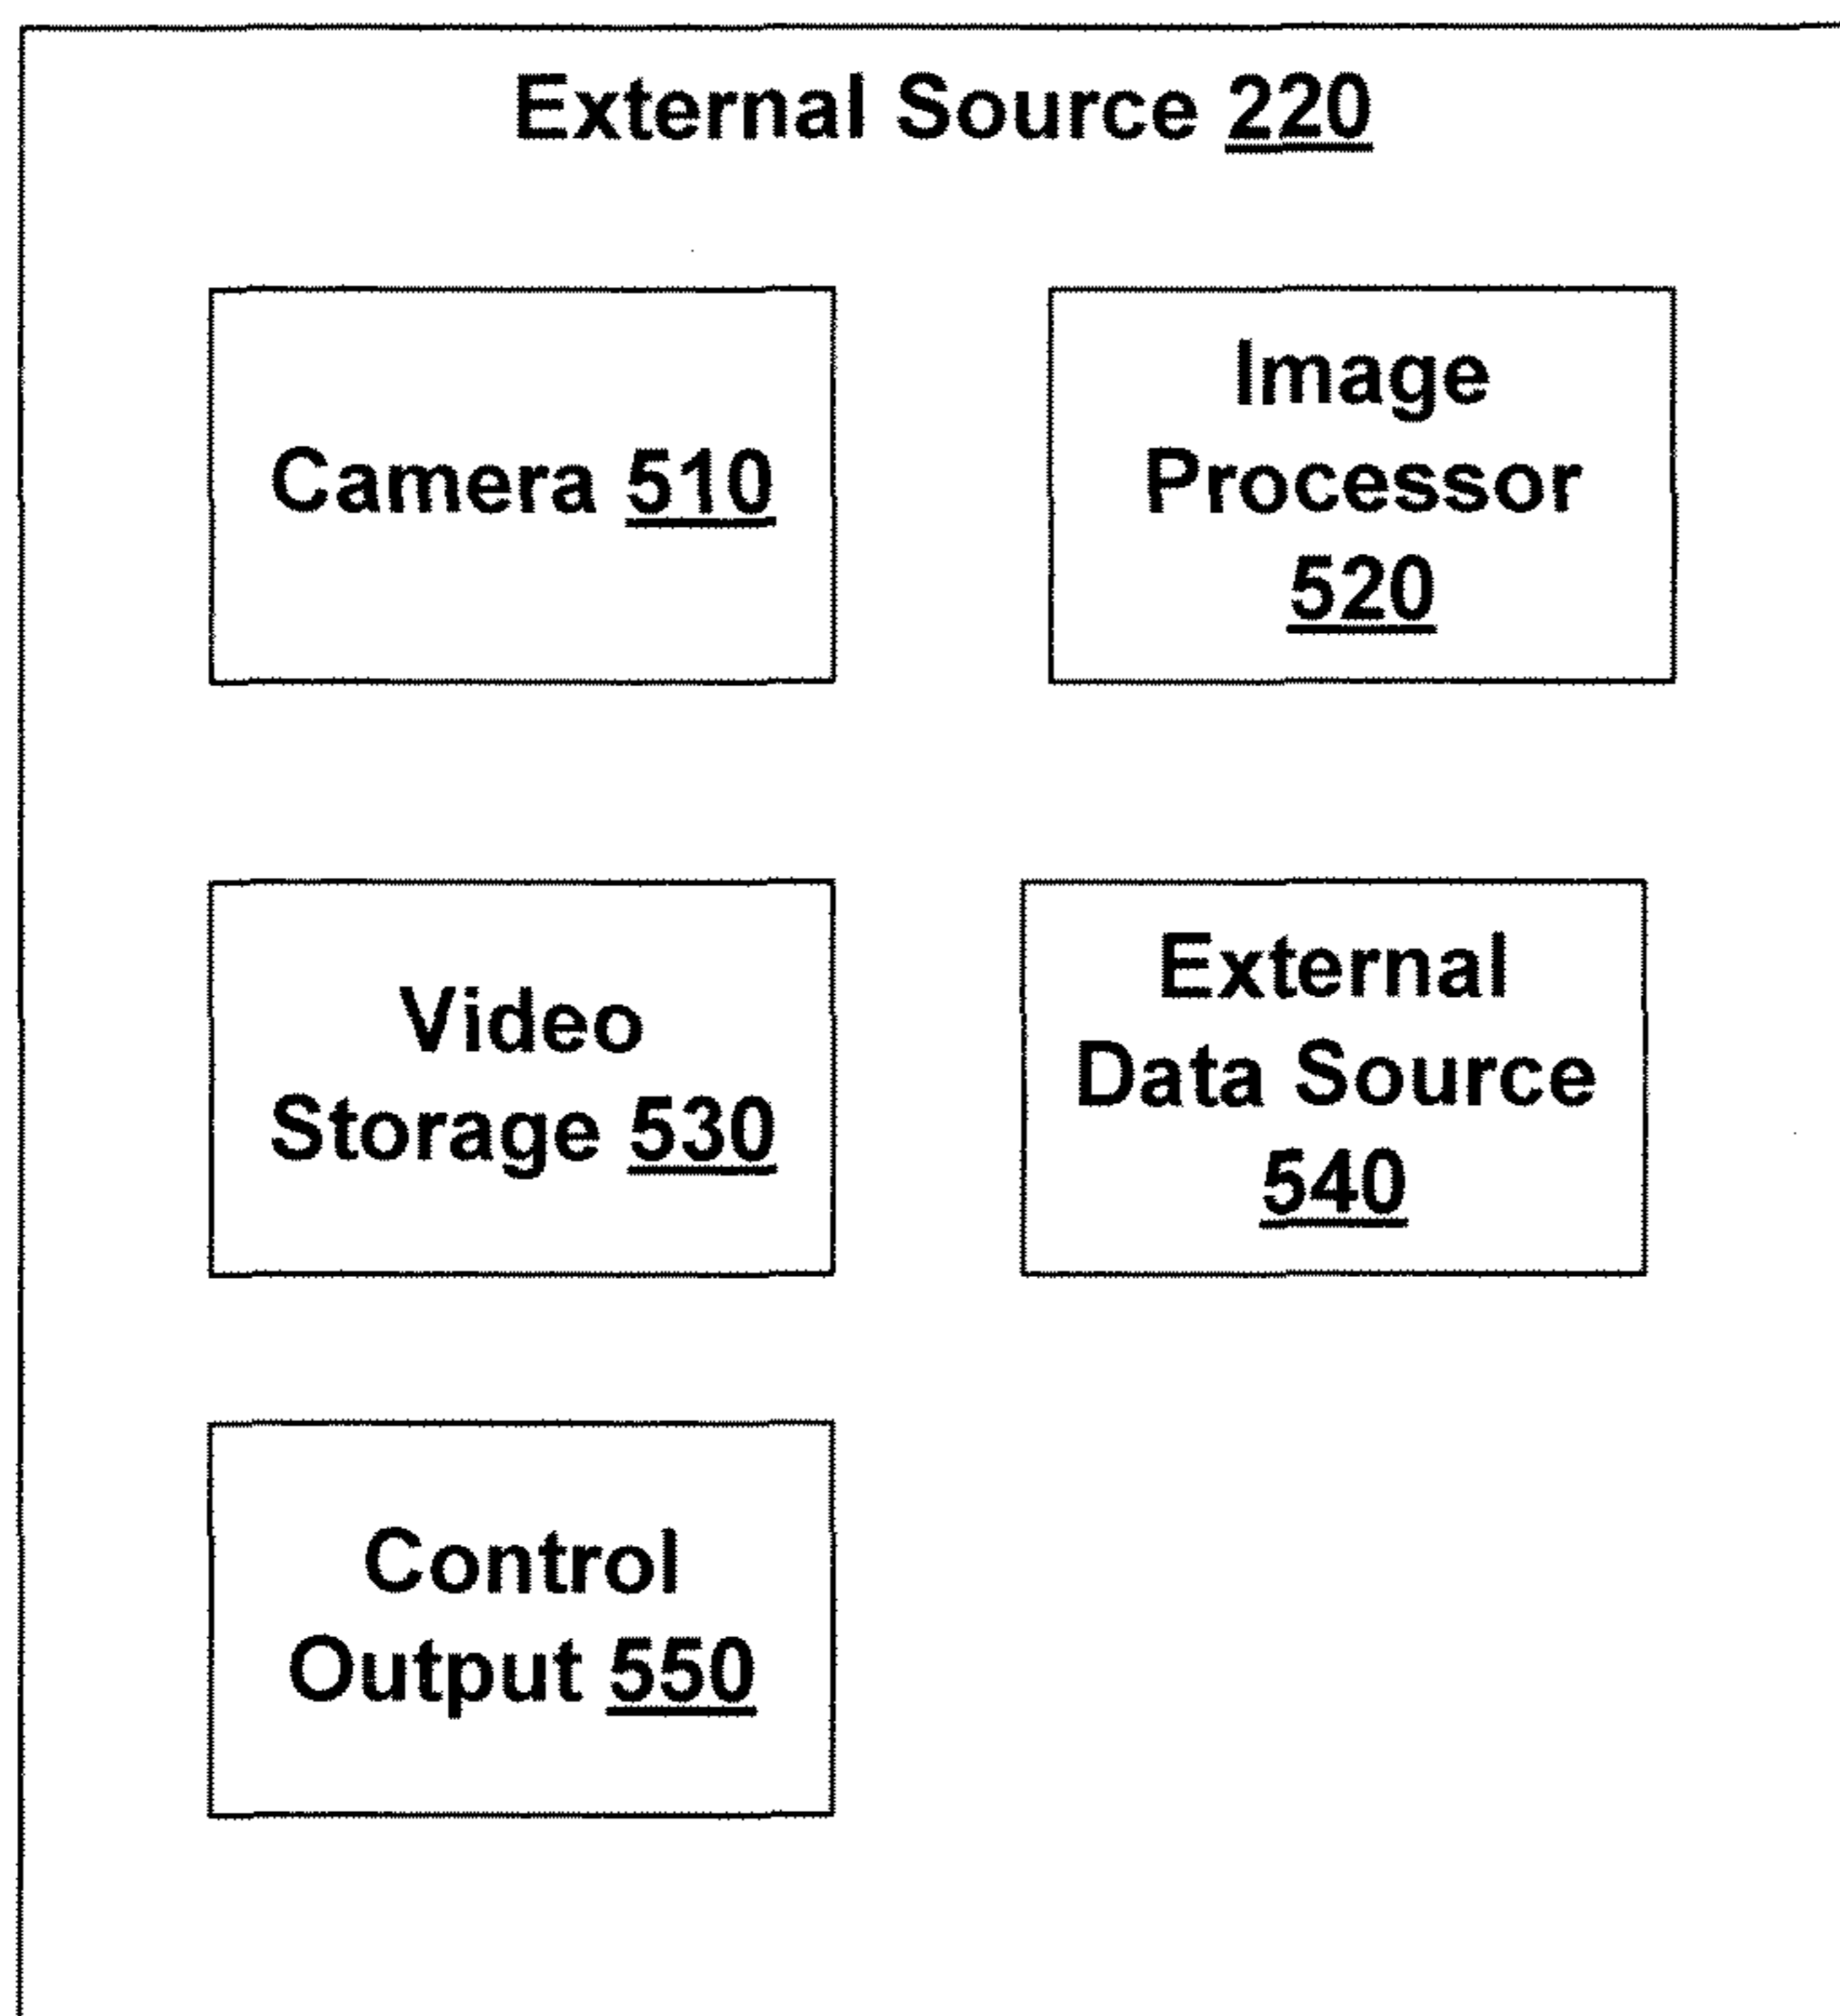 External Source 220
Camera 510
Image
Processor
520
Video
Storage 530
External
Data Source
540
Control
Output 550